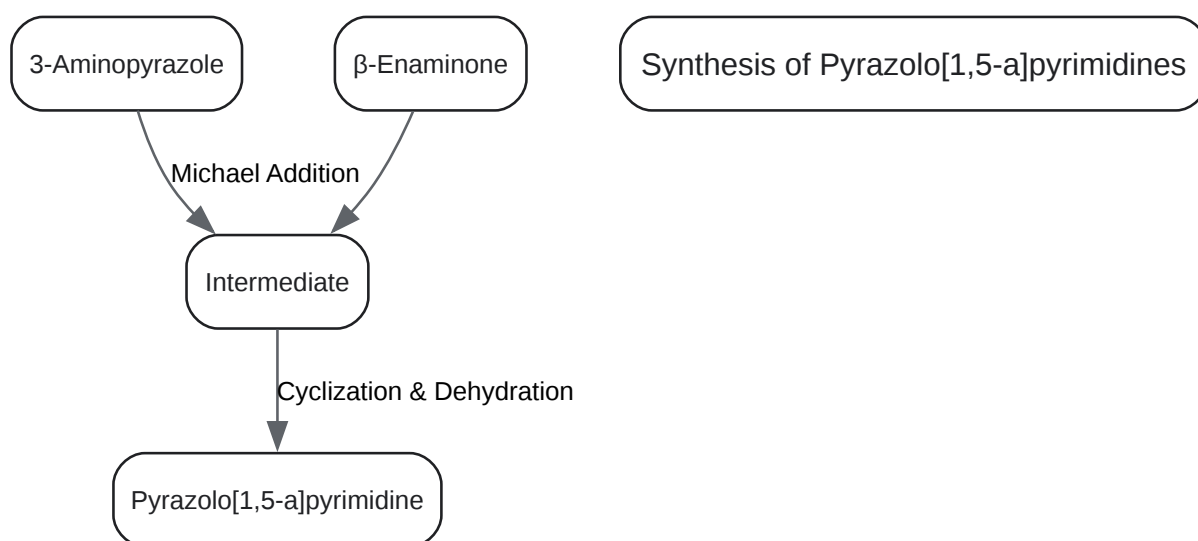 3-Aminopyrazole
β-Enaminone
Synthesis of Pyrazolo[1,5-a]pyrimidines
Michael Addition
Intermediate
Cyclization & Dehydration
Pyrazolo[1,5-a]pyrimidine